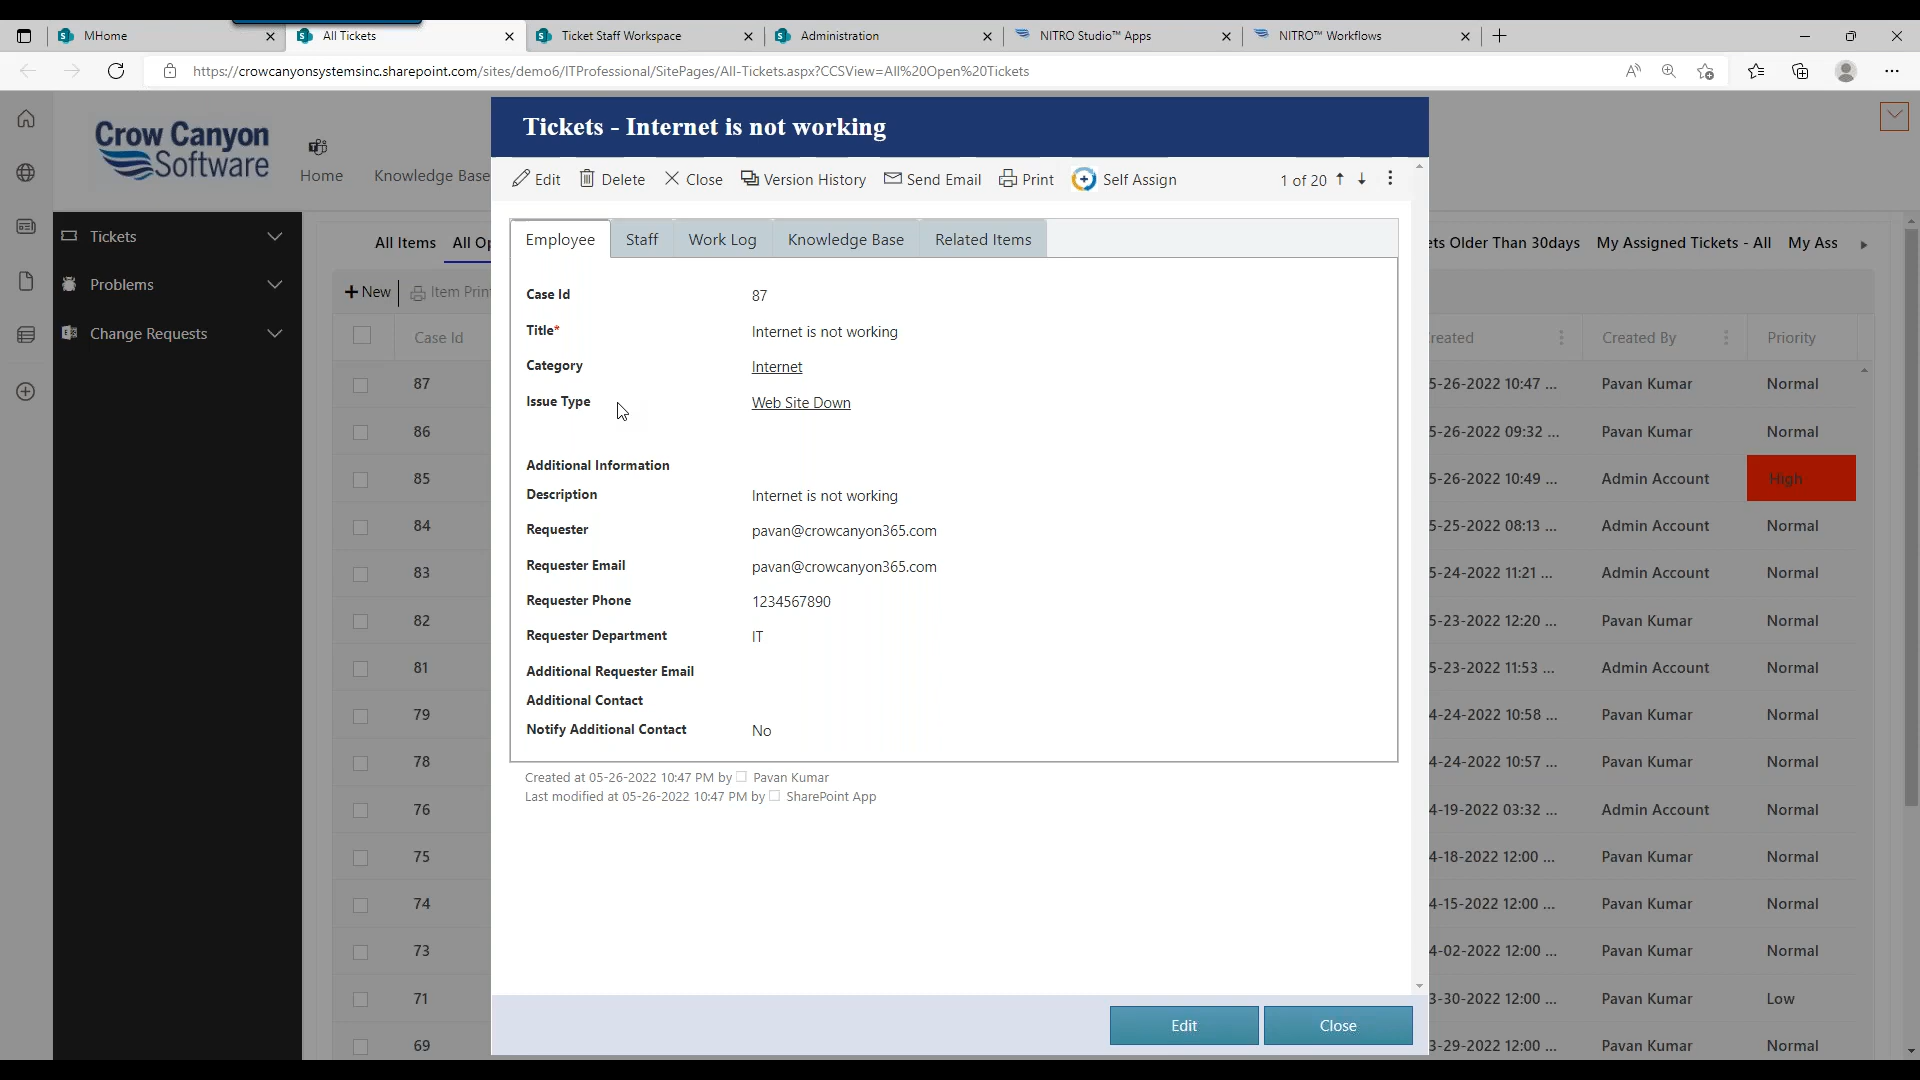 MHome
All Tickets
Ticket Staff Workspace
Administration
NITRO Studio™ Apps
NITRO™ Workflows
https://crowcanyonsystemsinc.sharepoint.com/sites/demo6/ITProfessional/SitePages/All-Tickets.aspx?CCSView=All%20Open%20Tickets
Crow Canyon
Software
Home
Knowledge Base
Tickets
Problems
Change Requests
All Items All Op
ets Older Than 30days My Assigned Tickets - All My Ass
New
Item Prin
Case Id
reated
Created By
Priority
87
5-26-2022 10:47 ... Pavan Kumar Normal
86
5-26-2022 09:32 ... Pavan Kumar Normal
85
5-26-2022 10:49 ... Admin Account High
84
5-25-2022 08:13 ... Admin Account Normal
83
5-24-2022 11:21 ... Admin Account Normal
82
5-23-2022 12:20 ... Pavan Kumar Normal
81
5-23-2022 11:53 ... Admin Account Normal
79
4-24-2022 10:58 ... Pavan Kumar Normal
78
4-24-2022 10:57 ... Pavan Kumar Normal
76
4-19-2022 03:32 ... Admin Account Normal
75
4-18-2022 12:00 ... Pavan Kumar Normal
74
4-15-2022 12:00 ... Pavan Kumar Normal
73
4-02-2022 12:00 ... Pavan Kumar Normal
71
3-30-2022 12:00 ... Pavan Kumar Low
69
3-29-2022 12:00 ... Pavan Kumar Normal
Tickets - Internet is not working
Edit Delete Close Version History Send Email Print Self Assign 1 of 20
Employee Staff Work Log Knowledge Base Related Items
Case Id 87
Title* Internet is not working
Category Internet
Issue Type Web Site Down
Additional Information
Description Internet is not working
Requester pavan@crowcanyon365.com
Requester Email pavan@crowcanyon365.com
Requester Phone 1234567890
Requester Department IT
Additional Requester Email
Additional Contact
Notify Additional Contact No
Created at 05-26-2022 10:47 PM by Pavan Kumar
Last modified at 05-26-2022 10:47 PM by SharePoint App
Edit Close